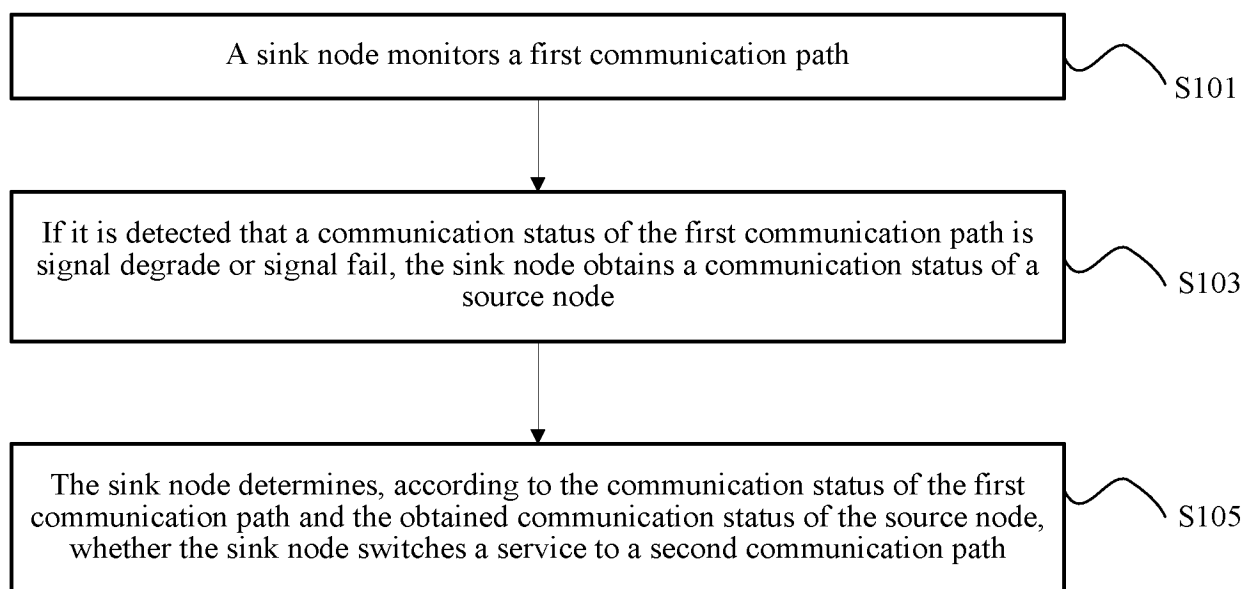 A sink node monitors a first communication path
S101
If it is detected that a communication status of the first communication path is
signal degrade or signal fail, the sink node obtains a communication status of a
source node
S103
The sink node determines, according to the communication status of the first
communication path and the obtained communication status of the source node,
whether the sink node switches a service to a second communication path
S105